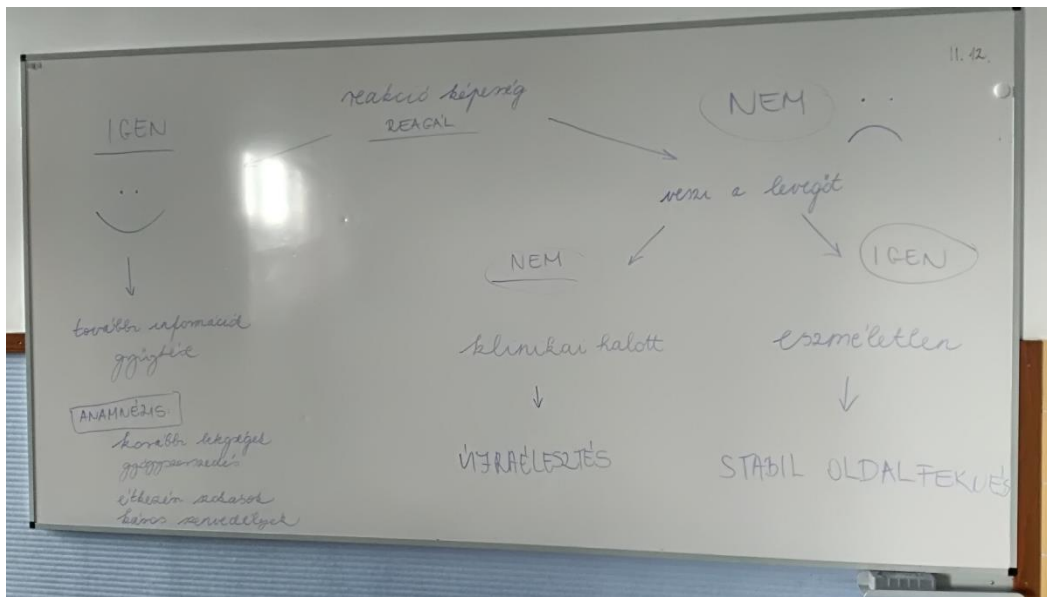 11.12.
reakció képesség
REAGÁL
IGEN
további információ
gyűjtése
ANAMNÉZIS
korábbi betegségek
gyógyszerszedés
étkezési szokások
káros szenvedélyek
NEM
veszi a levegőt
NEM
klinikai halott
ÚJRAÉLESZTÉS
IGEN
eszméletlen
STABIL OLDALFEKVÉS